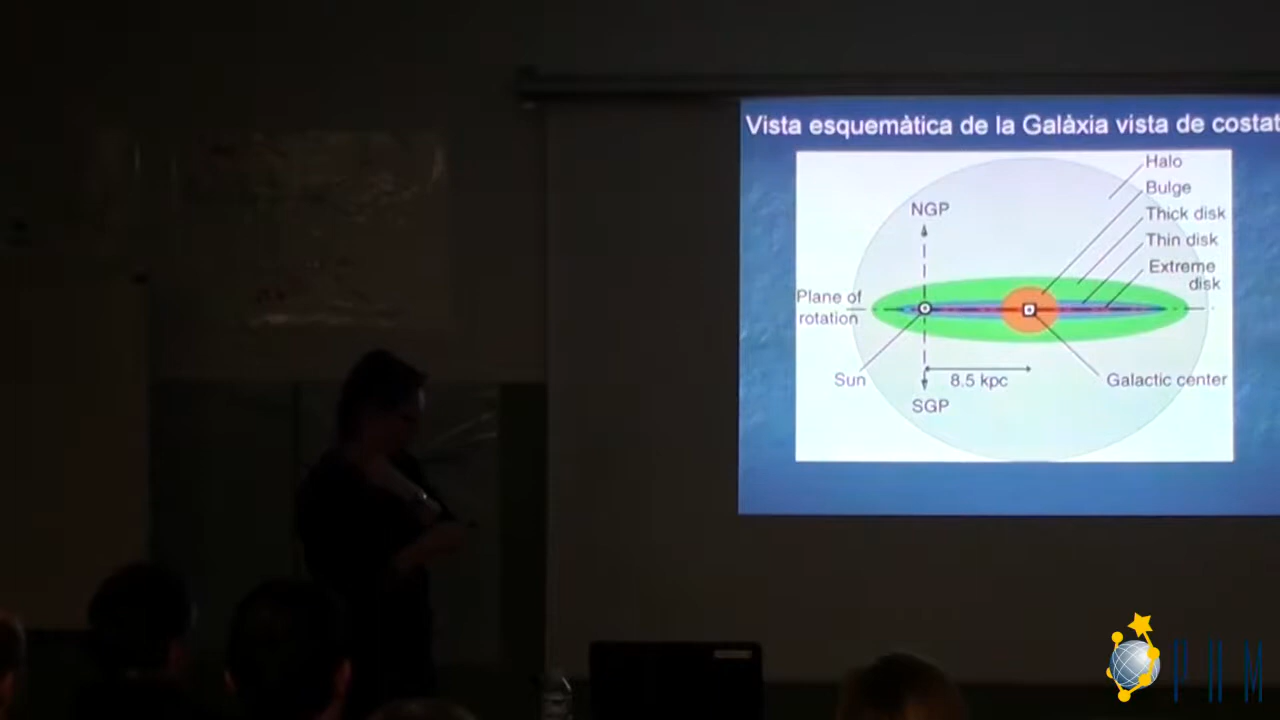 Vista esquemàtica de la Galàxia vista de costat
Halo
Bulge
NGP
Thick disk
Thin disk
Extreme
disk
Plane of
rotation
Sun
8.5 kpc
Galactic center
SGP
PHM